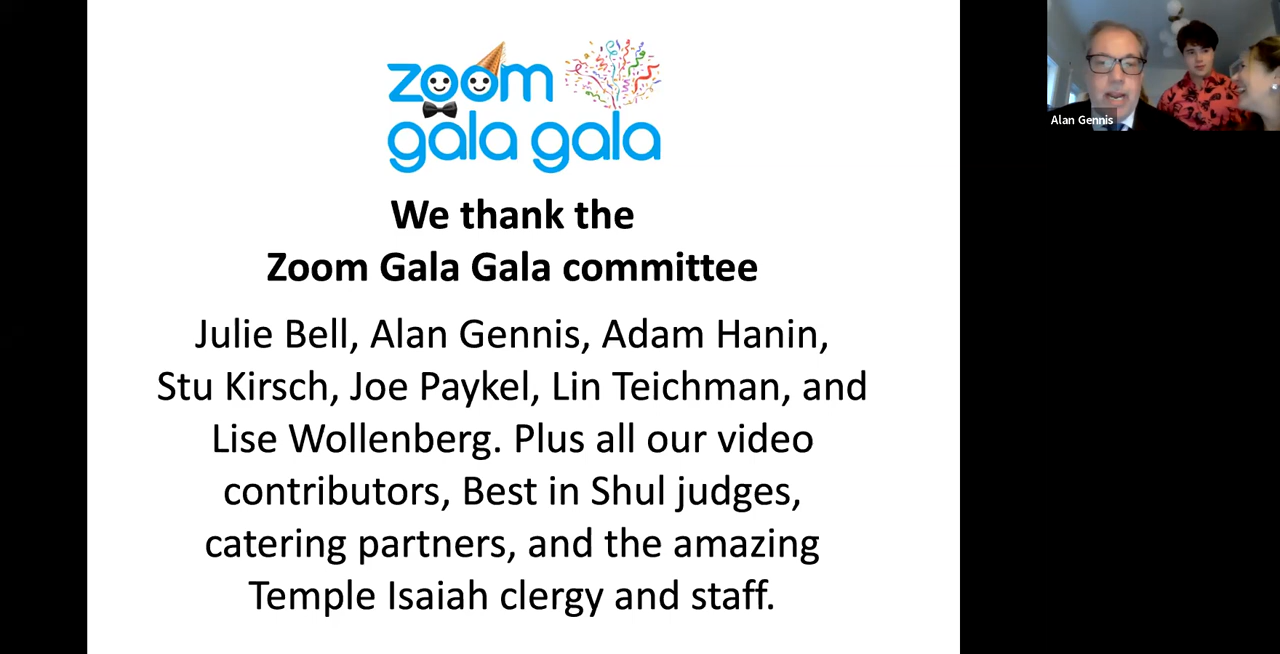 zoom
gala gala
We thank the
Zoom Gala Gala committee
Julie Bell, Alan Gennis, Adam Hanin,
Stu Kirsch, Joe Paykel, Lin Teichman, and
Lise Wollenberg. Plus all our video
contributors, Best in Shul judges,
catering partners, and the amazing
Temple Isaiah clergy and staff.
Alan Gennis